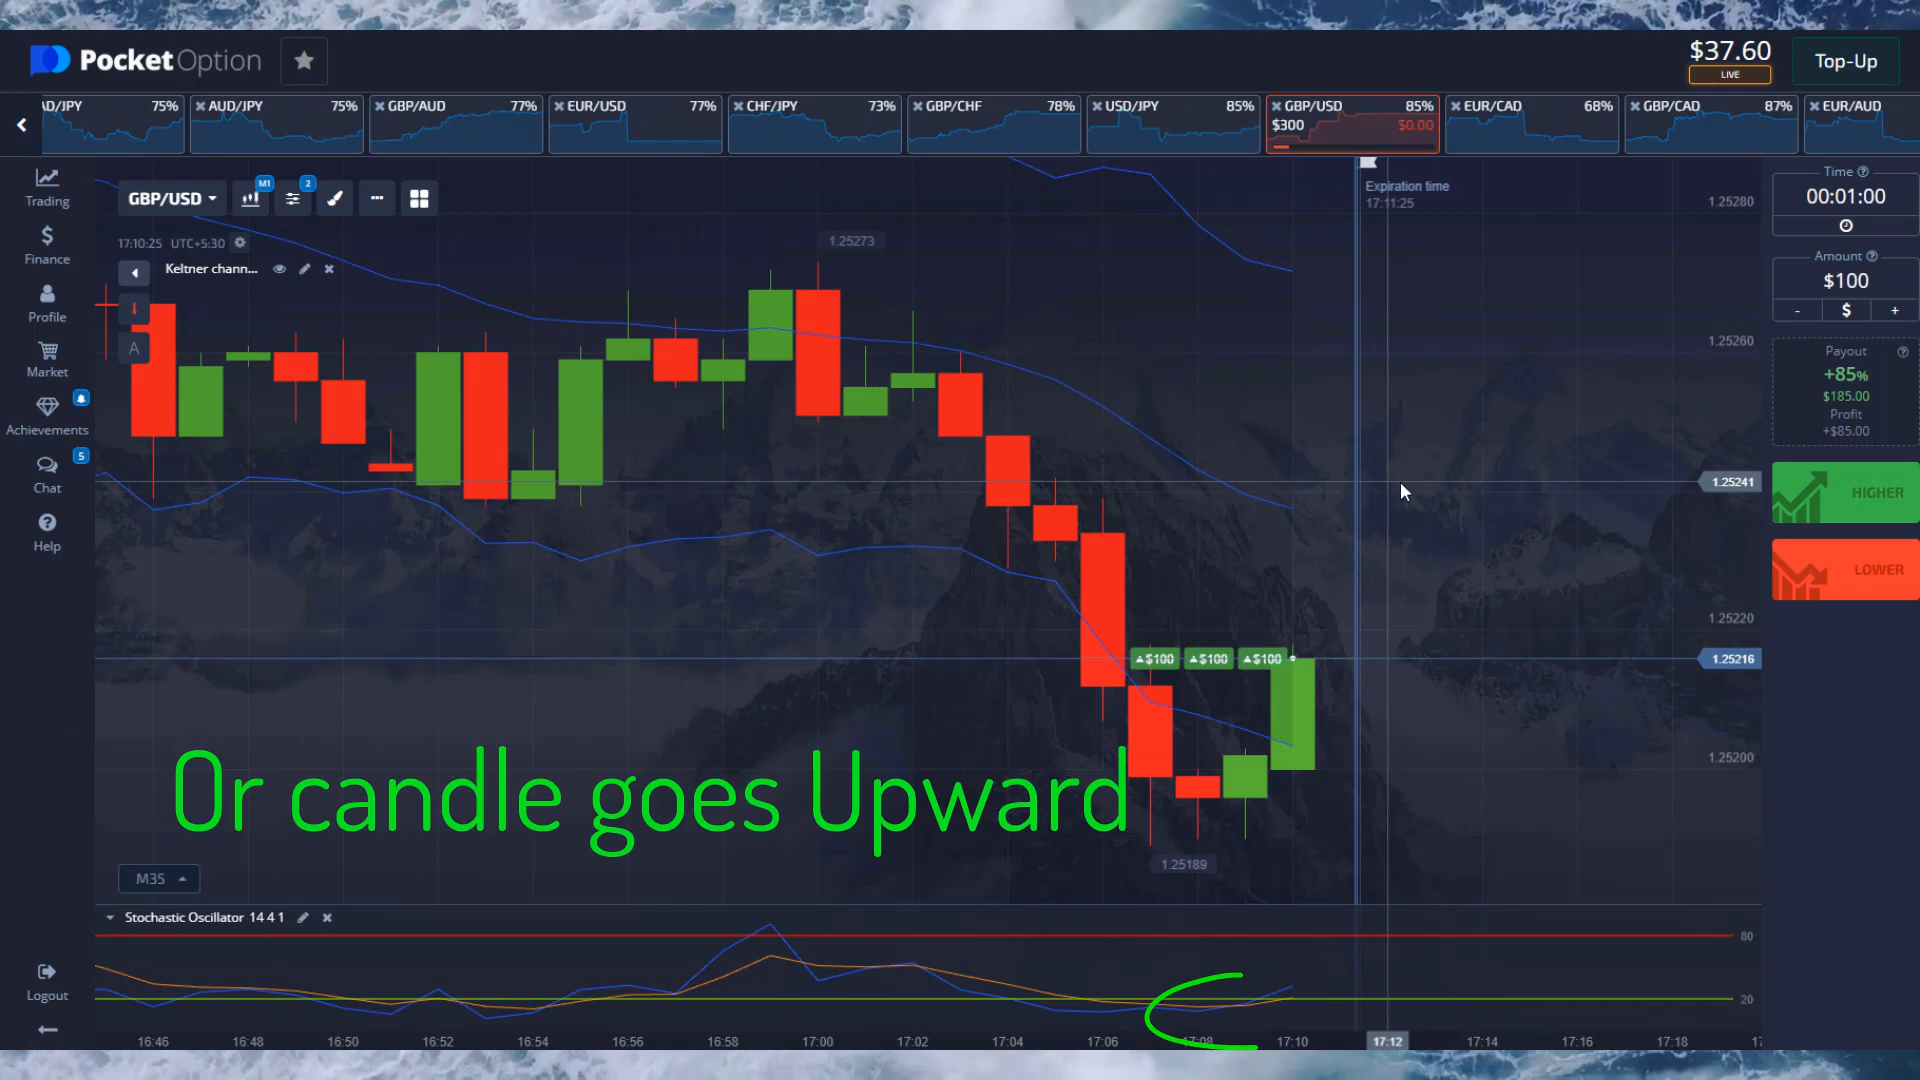 PocketOption
$37.60
LIVE
Top-Up
AD/JPY 75%
AUD/JPY 75%
GBP/AUD 77%
EUR/USD 77%
CHF/JPY 73%
GBP/CHF 78%
USD/JPY 85%
GBP/USD 85%
$300 $0.00
EUR/CAD 68%
GBP/CAD 87%
EUR/AUD
Trading
Finance
Profile
Market
Achievements
Chat
5
Help
Logout
GBP/USD
M1
2
17:10:25 UTC+5:30
Keltner chann...
A
1.25273
Expiration time
17:11:25
1.25280
1.25260
1.25241
1.25220
1.25216
1.25200
$100 $100 $100
1.25189
Or candle goes Upward
M35
Stochastic Oscillator 14 4 1
80
20
16:46 16:48 16:50 16:52 16:54 16:56 16:58 17:00 17:02 17:04 17:06 17:08 17:10 17:12 17:14 17:16 17:18
Time
00:01:00
Amount
$100
- $ +
Payout
+85%
$185.00
Profit
+$85.00
HIGHER
LOWER